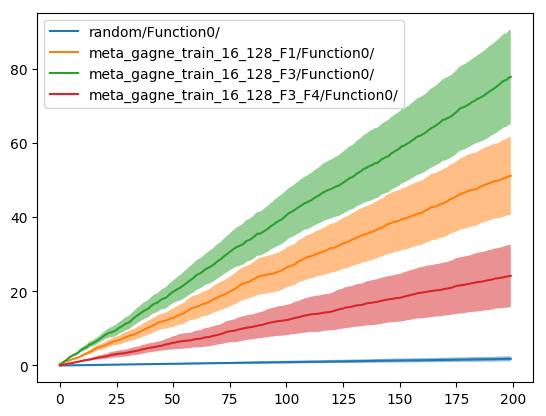 random/Function0/
meta_gagne_train_16_128_F1/Function0/
meta_gagne_train_16_128_F3/Function0/
meta_gagne_train_16_128_F3_F4/Function0/
80
60
40
20
0
0 25 50 75 100 125 150 175 200